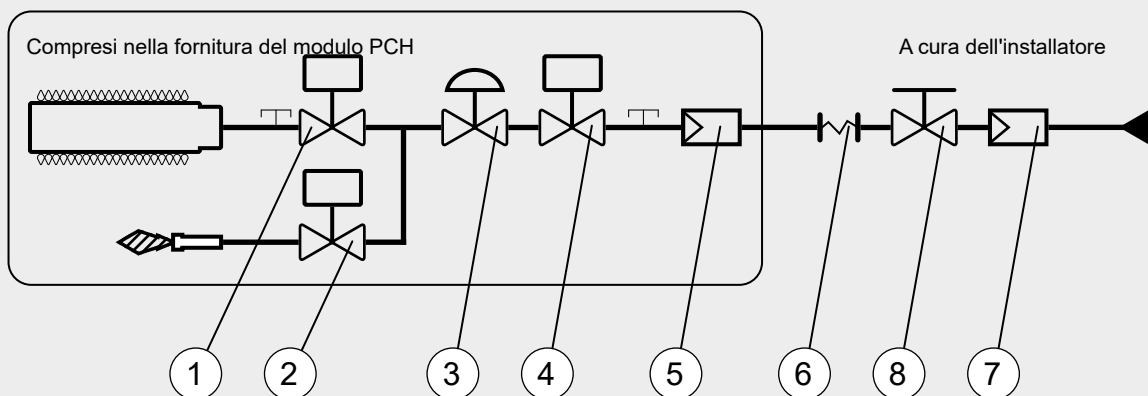 Compresi nella fornitura del modulo PCH
A cura dell'installatore
1 2 3 4 5 6 8 7